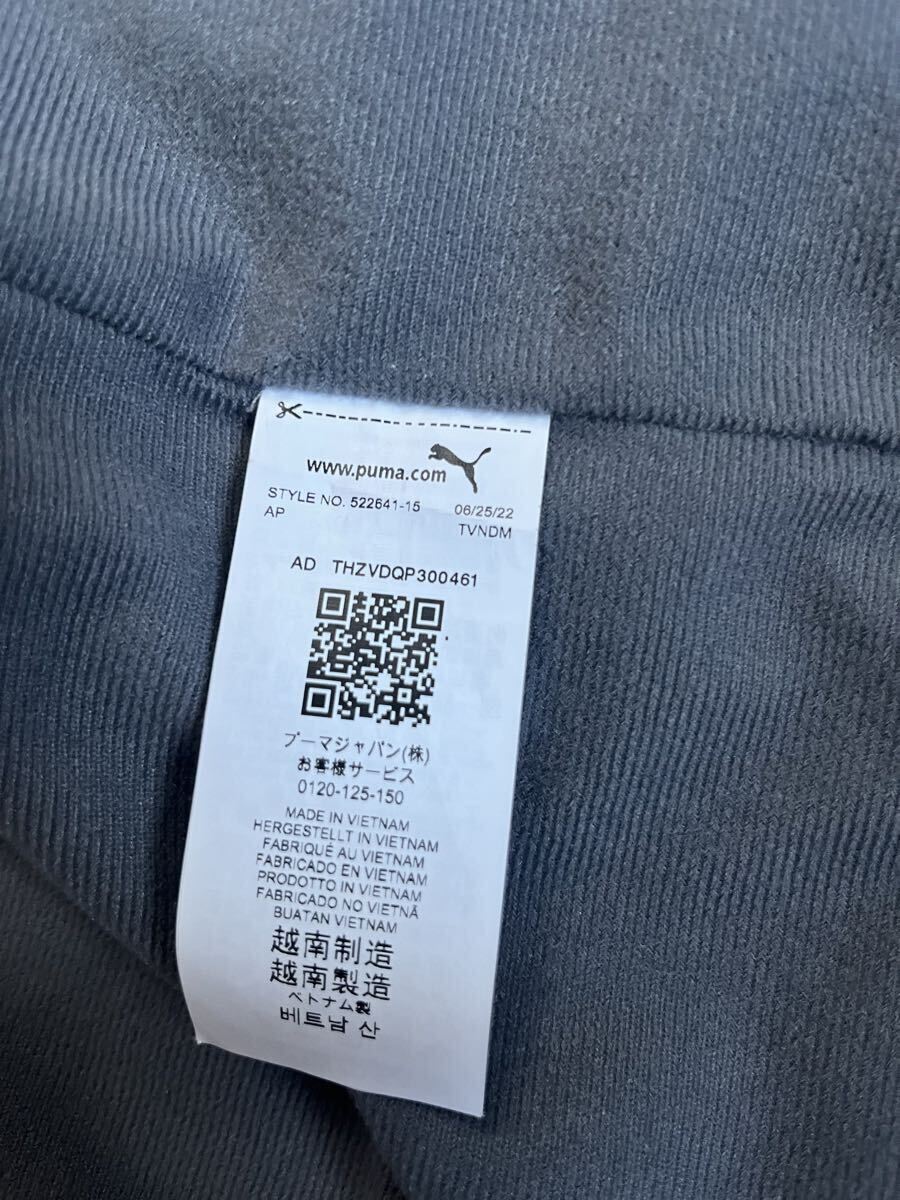 www.puma.com
STYLE NO. 522641-15 06/25/22
AP TVNDM
AD THZVDQP300461
プーマジャパン(株)
お客様サービス
0120-125-150
MADE IN VIETNAM
HERGESTELLT IN VIETNAM
FABRIQUÉ AU VIETNAM
FABRICADO EN VIETNAM
PRODOTTO IN VIETNAM
FABRICADO NO VIETNÃ
BUATAN VIETNAM
越南制造
越南製造
ベトナム製
베트남 산